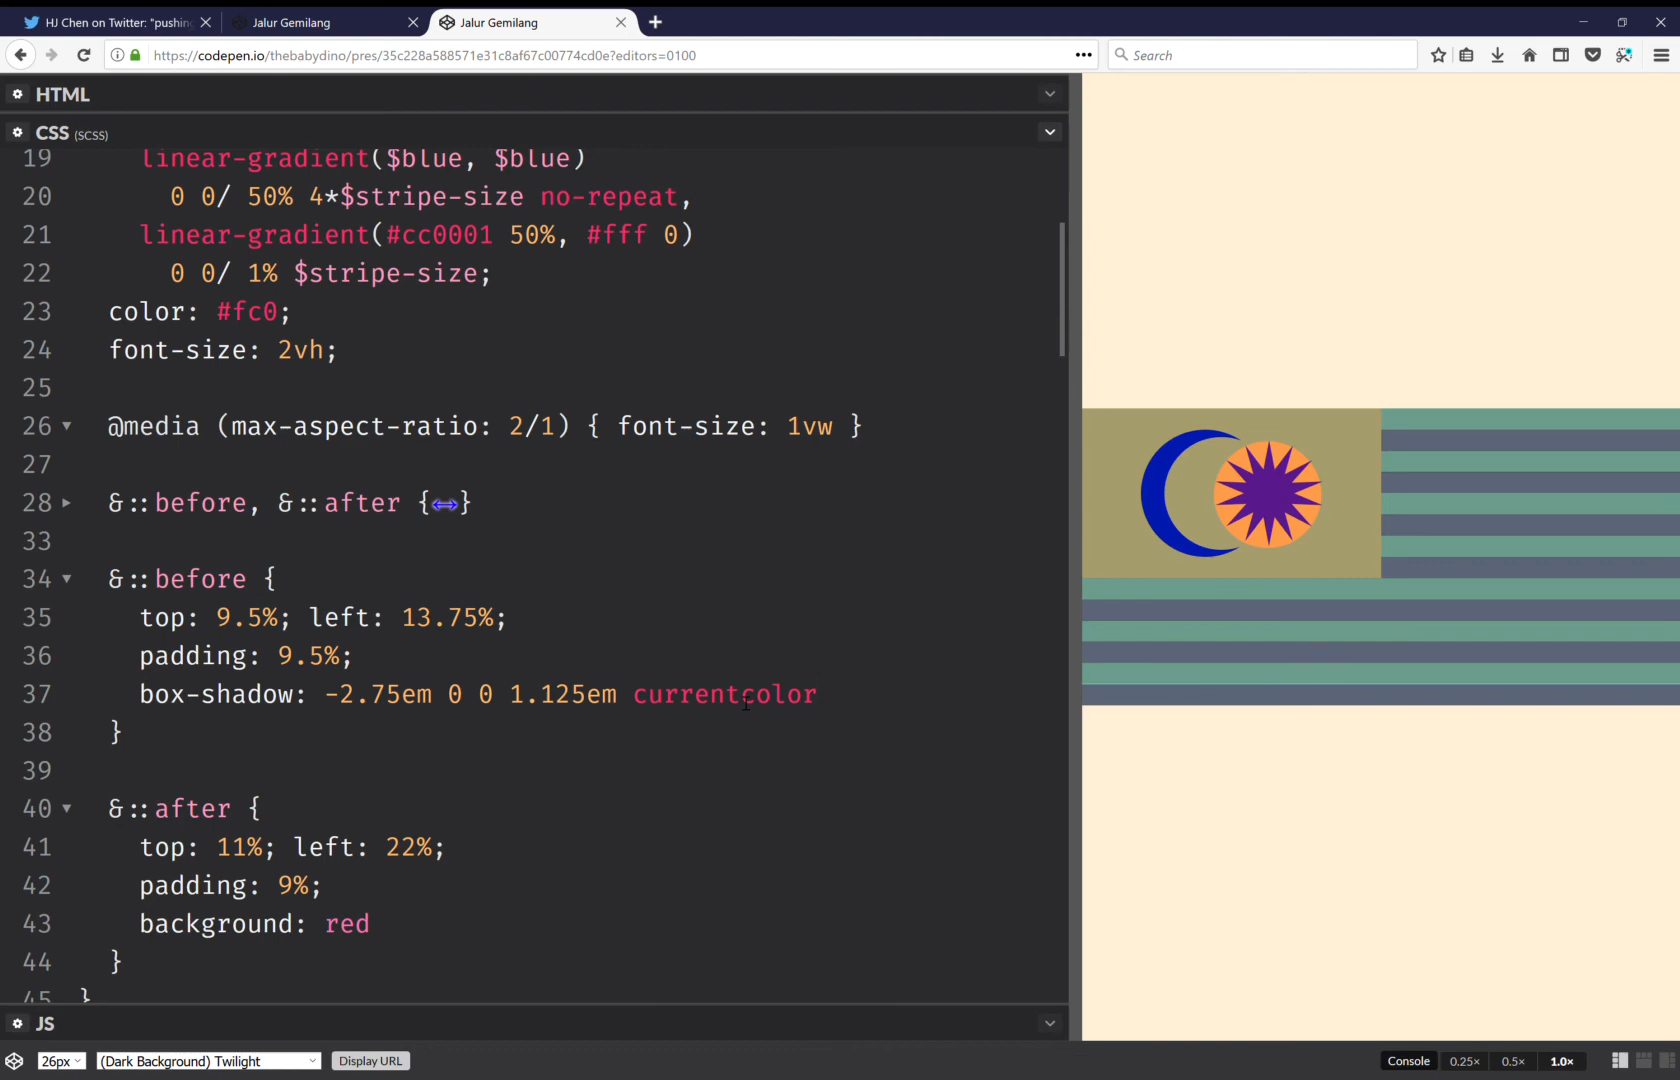 HJ Chen on Twitter: "pushing
Jalur Gemilang
Jalur Gemilang
https://codepen.io/thebabydino/pres/35c228a588571e31c8af67c00774cd0e?editors=0100
Search
HTML
CSS (SCSS)
19 linear-gradient($blue, $blue)
20 0 0/ 50% 4*$stripe-size no-repeat,
21 linear-gradient(#cc0001 50%, #fff 0)
22 0 0/ 1% $stripe-size;
23 color: #fc0;
24 font-size: 2vh;
25
26 @media (max-aspect-ratio: 2/1) { font-size: 1vw }
27
28 &::before, &::after {↔}
33
34 &::before {
35 top: 9.5%; left: 13.75%;
36 padding: 9.5%;
37 box-shadow: -2.75em 0 0 1.125em currentcolor
38 }
39
40 &::after {
41 top: 11%; left: 22%;
42 padding: 9%;
43 background: red
44 }
45 }
JS
26px
(Dark Background) Twilight
Display URL
Console
0.25×
0.5×
1.0×